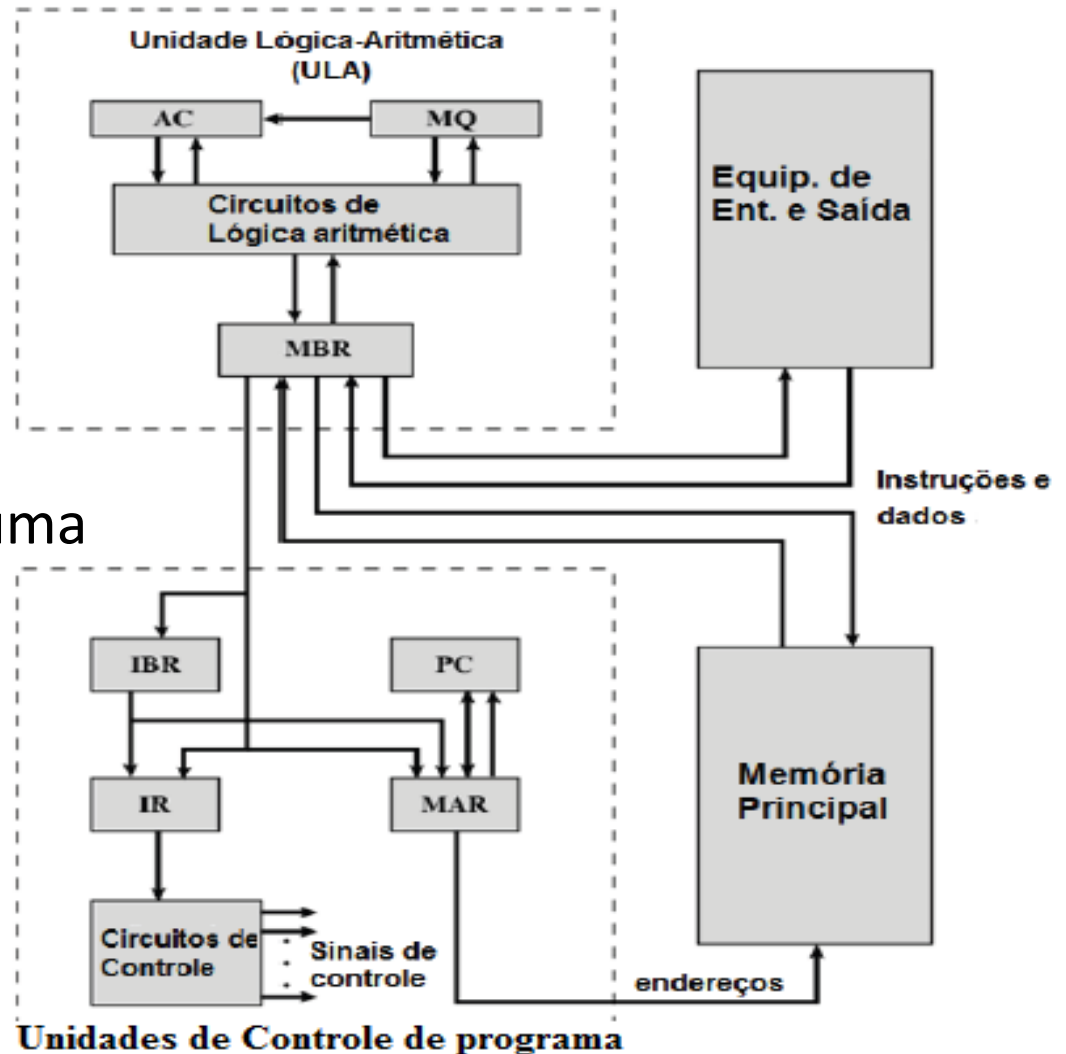 Unidade Lógica-Aritmética
(ULA)
AC
MQ
Circuitos de
Lógica aritmética
MBR
Equip. de
Ent. e Saída
Instruções e
dados
uma
IBR
PC
IR
MAR
Memória
Principal
Circuitos de
Controle
Sinais de
controle
endereços
Unidades de Controle de programa